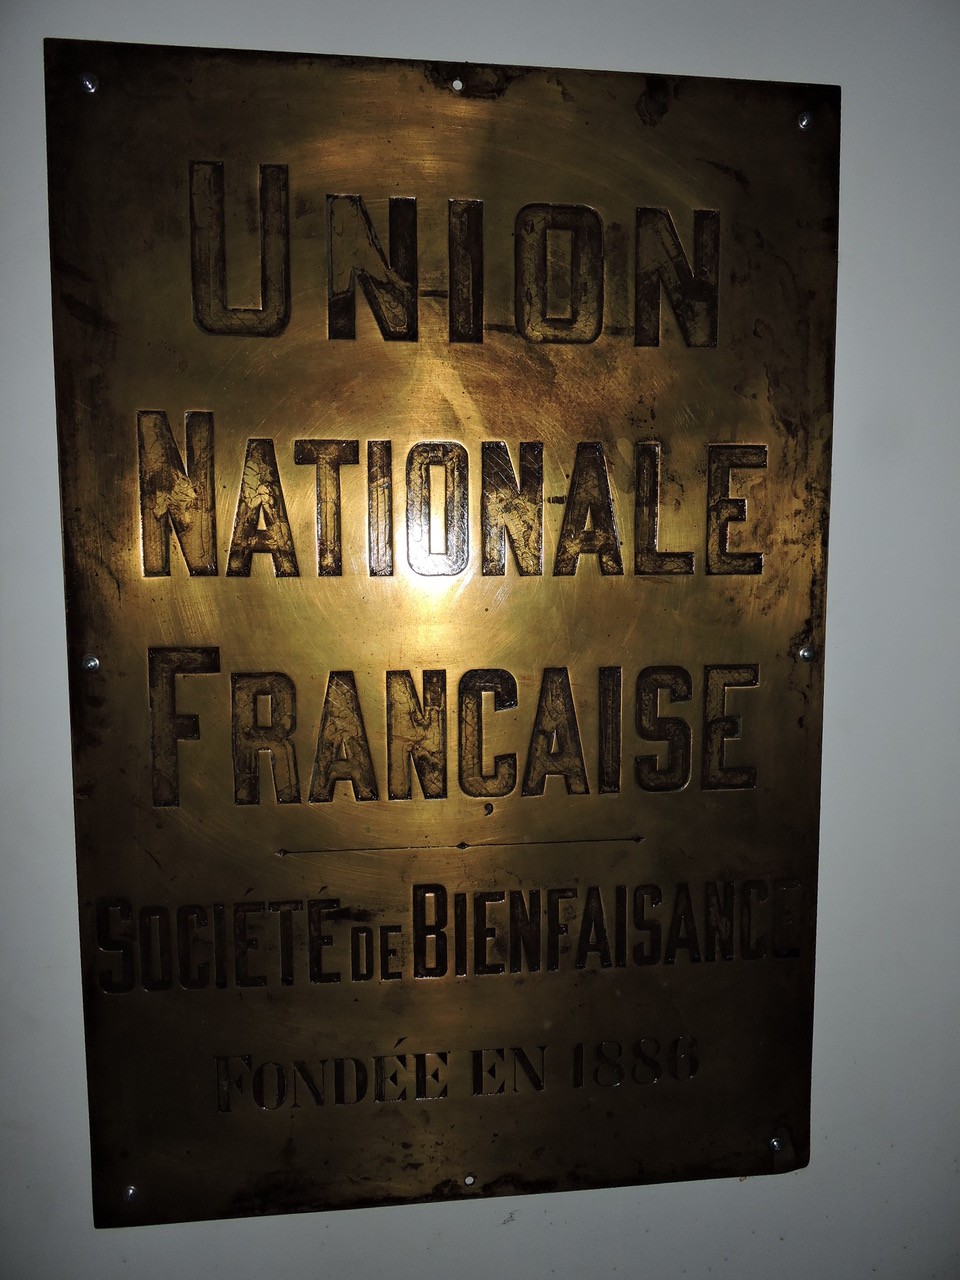 UNION
NATIONALE
FRANÇAISE
SOCIÉTÉ DE BIENFAISANCE
FONDÉE EN 1886